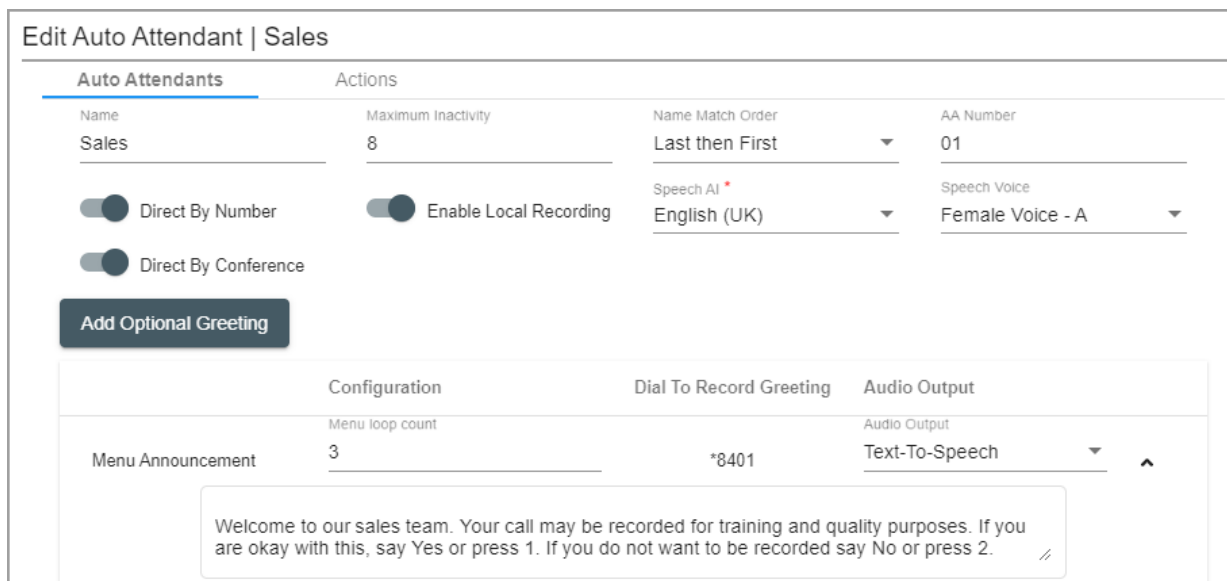 Edit Auto Attendant | Sales
Auto Attendants Actions
Name Maximum Inactivity Name Match Order AA Number
Sales 8 Last then First 01
Speech AI * Speech Voice
Direct By Number Enable Local Recording English (UK) Female Voice - A
Direct By Conference
Add Optional Greeting
Configuration Dial To Record Greeting Audio Output
Menu loop count Audio Output
Menu Announcement 3 *8401 Text-To-Speech
Welcome to our sales team. Your call may be recorded for training and quality purposes. If you
are okay with this, say Yes or press 1. If you do not want to be recorded say No or press 2.